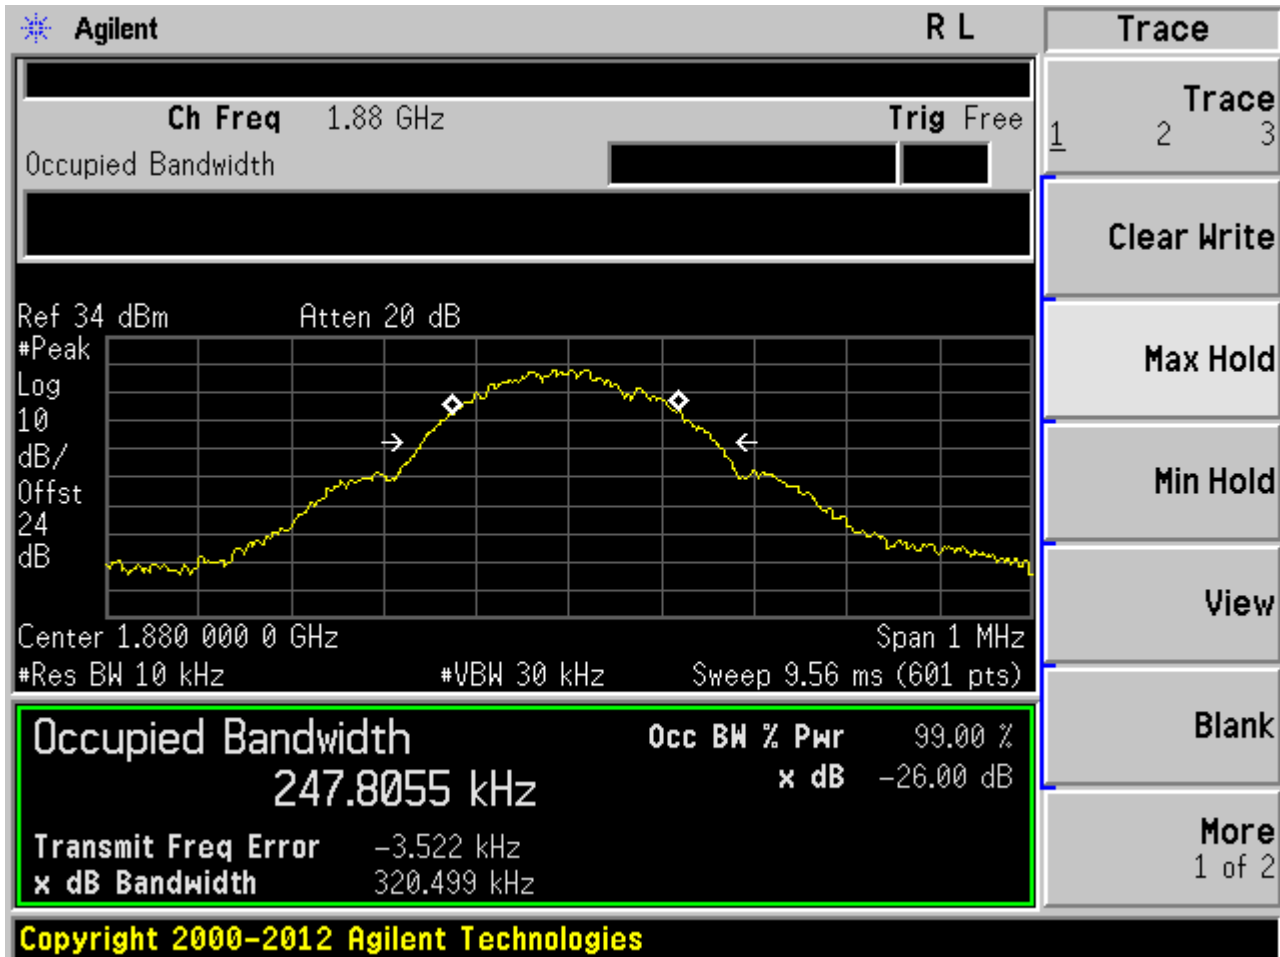 Agilent R L Trace
Ch Freq 1.88 GHz Trig Free
Occupied Bandwidth
Trace
1 2 3
Clear Write
Max Hold
Min Hold
View
Blank
More
1 of 2
Ref 34 dBm Atten 20 dB
#Peak
Log
10
dB/
Offst
24
dB
Center 1.880 000 0 GHz Span 1 MHz
#Res BW 10 kHz #VBW 30 kHz Sweep 9.56 ms (601 pts)
Occupied Bandwidth Occ BW % Pwr 99.00 %
247.8055 kHz x dB -26.00 dB
Transmit Freq Error -3.522 kHz
x dB Bandwidth 320.499 kHz
Copyright 2000-2012 Agilent Technologies